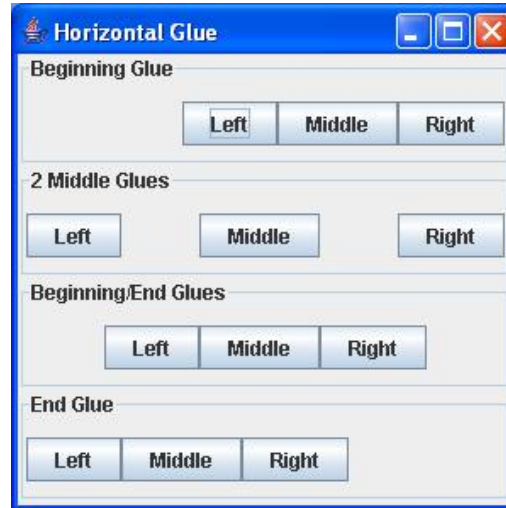 Horizontal Glue
Beginning Glue
Left Middle Right
2 Middle Glues
Left Middle Right
Beginning/End Glues
Left Middle Right
End Glue
Left Middle Right